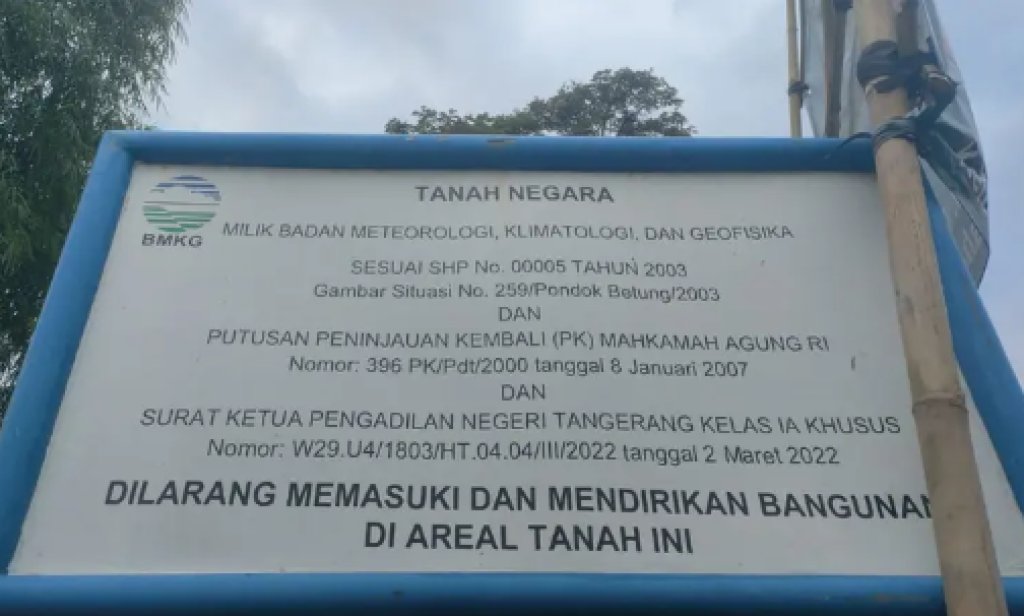 TANAH NEGARA
BMKG
MILIK BADAN METEOROLOGI, KLIMATOLOGI, DAN GEOFISIKA
SESUAI SHP No. 00005 TAHUN 2003
Gambar Situasi No. 259/Pondok Betung/2003
DAN
PUTUSAN PENINJAUAN KEMBALI (PK) MAHKAMAH AGUNG RI
Nomor: 396 PK/Pdt/2000 tanggal 8 Januari 2007
DAN
SURAT KETUA PENGADILAN NEGERI TANGERANG KELAS IA KHUSUS
Nomor: W29.U4/1803/HT.04.04/III/2022 tanggal 2 Maret 2022
DILARANG MEMASUKI DAN MENDIRIKAN BANGUNAN
DI AREAL TANAH INI